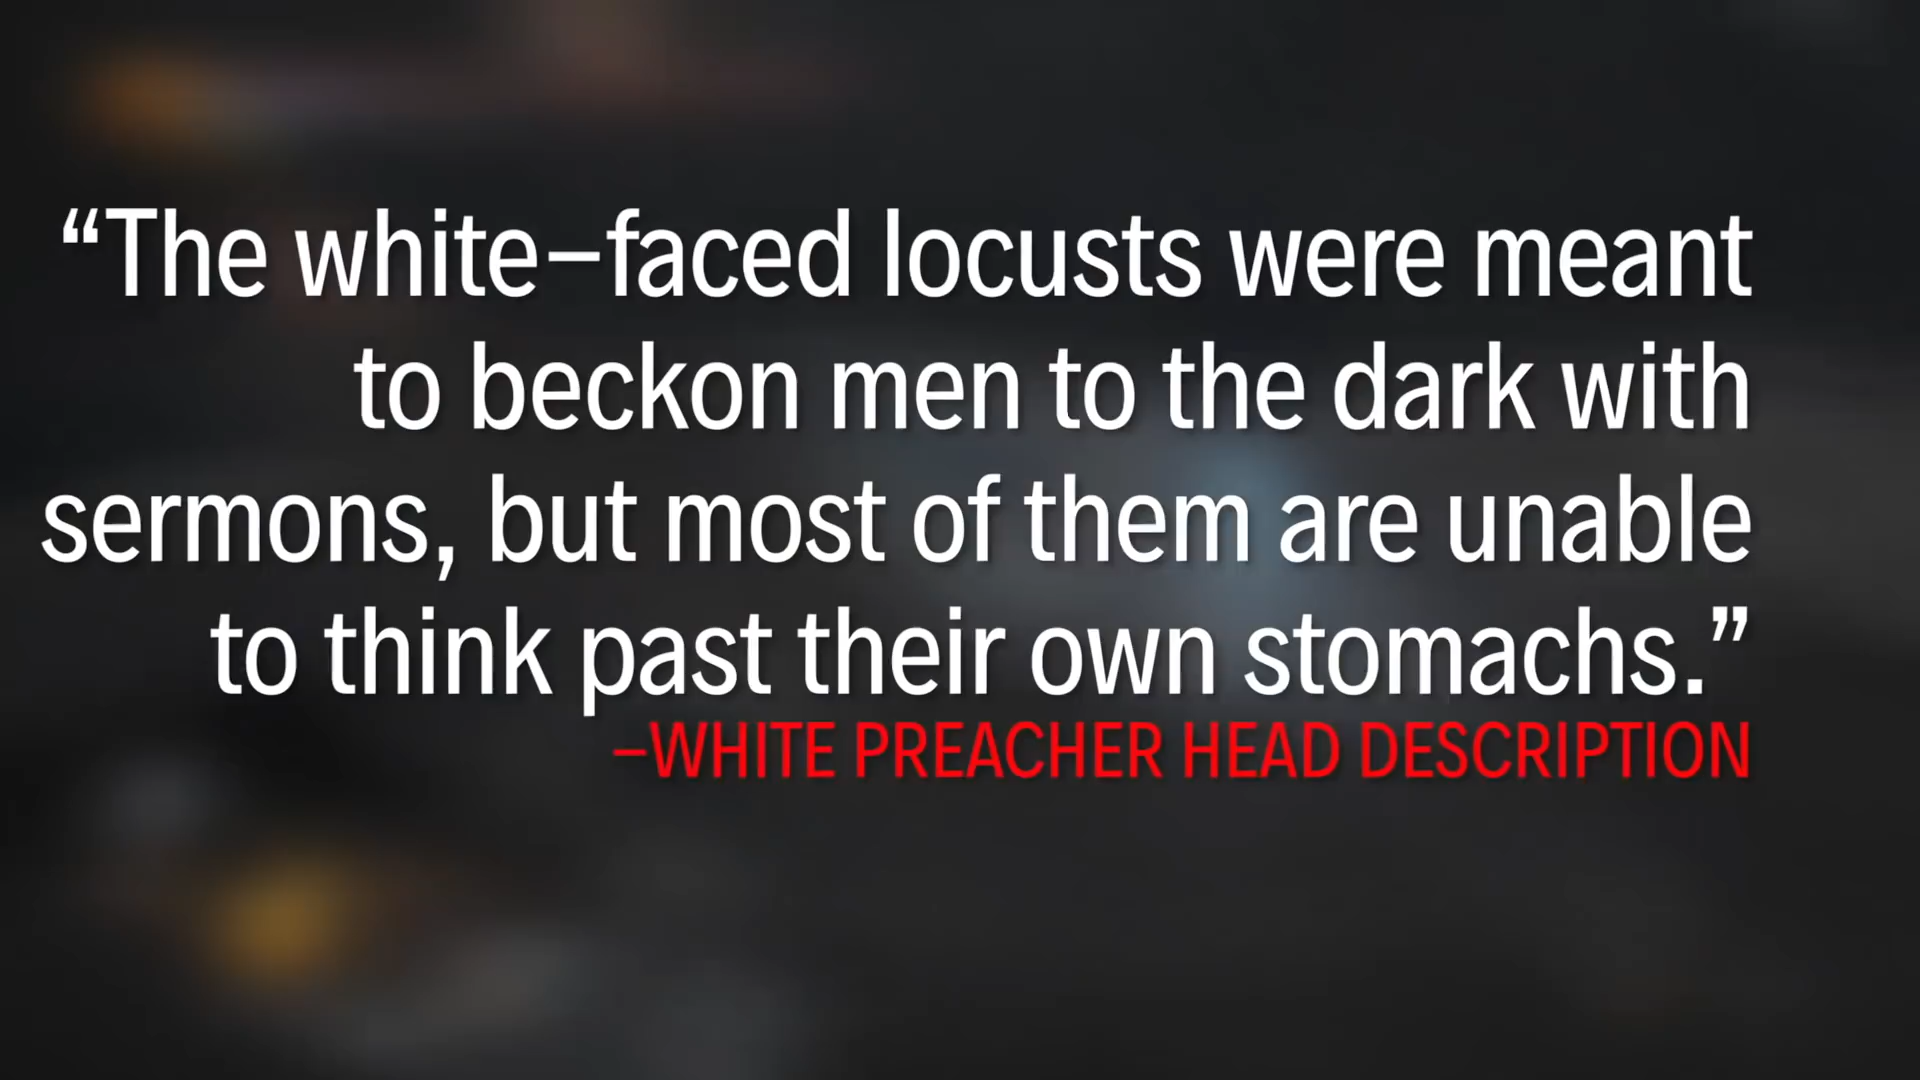 “The white–faced locusts were meant
to beckon men to the dark with
sermons, but most of them are unable
to think past their own stomachs.”
–WHITE PREACHER HEAD DESCRIPTION